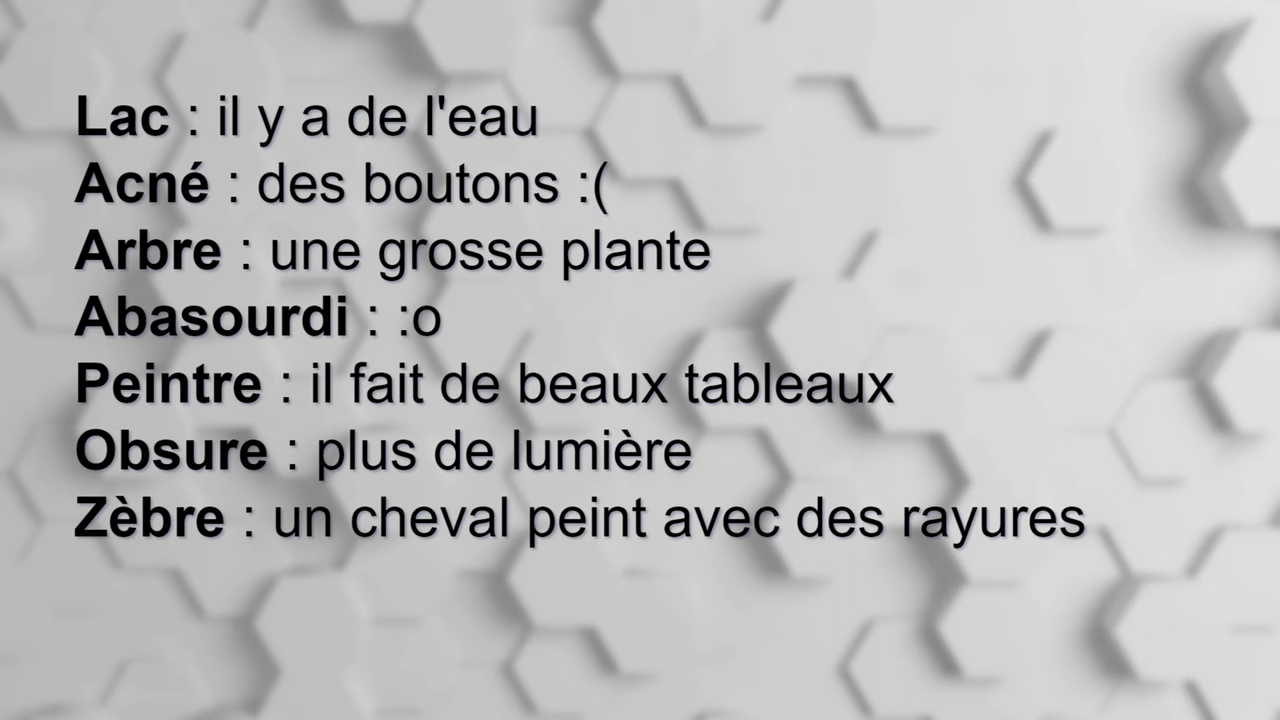 Lac : il y a de l'eau
Acné : des boutons :(
Arbre : une grosse plante
Abasourdi : :o
Peintre : il fait de beaux tableaux
Obsure : plus de lumière
Zèbre : un cheval peint avec des rayures